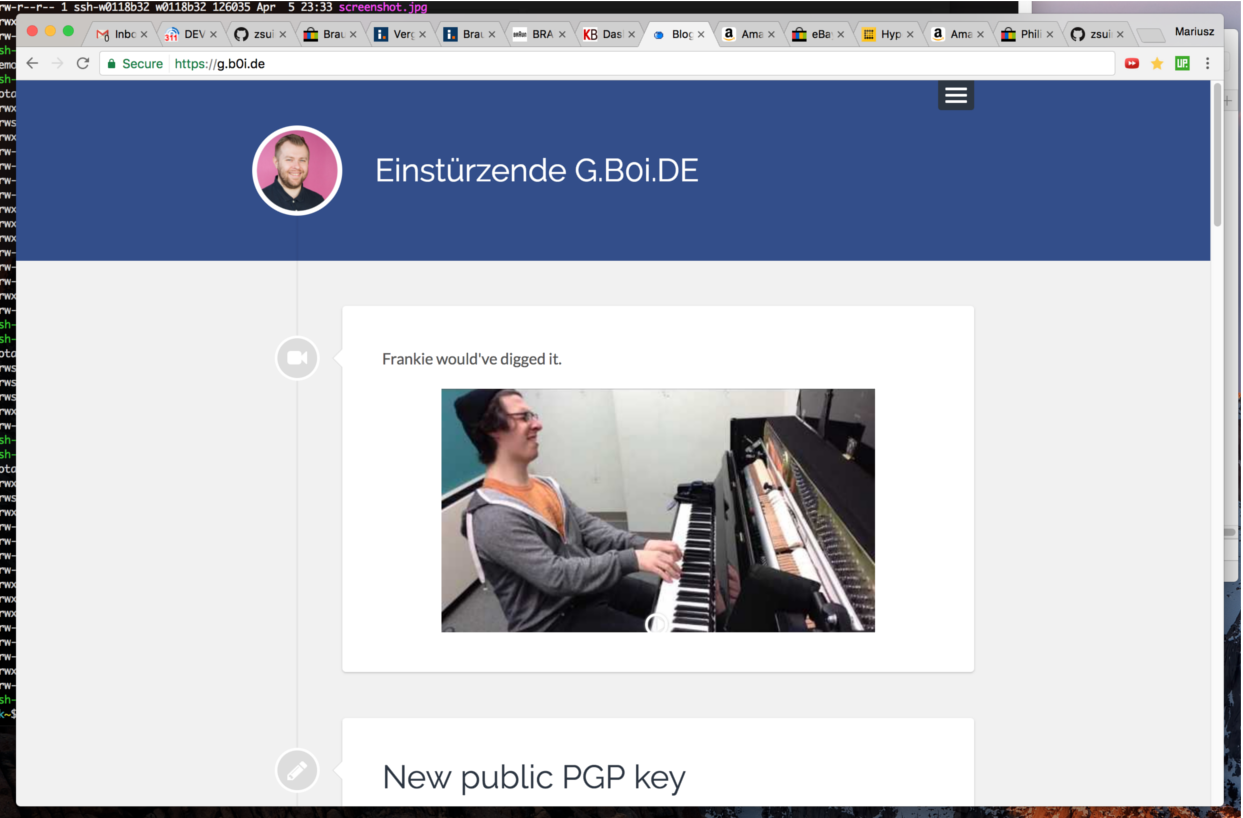 rw-r--r-- 1 ssh-w0118b32 w0118b32 126035 Apr 5 23:33 screenshot.jpg
Inbo DEV zsui Brau Verg Brau BRA Das Blog Ama eBa Hyp Ama Phil zsui Mariusz
Secure https://g.b0i.de
Einstürzende G.B0i.DE
Frankie would've digged it.
New public PGP key